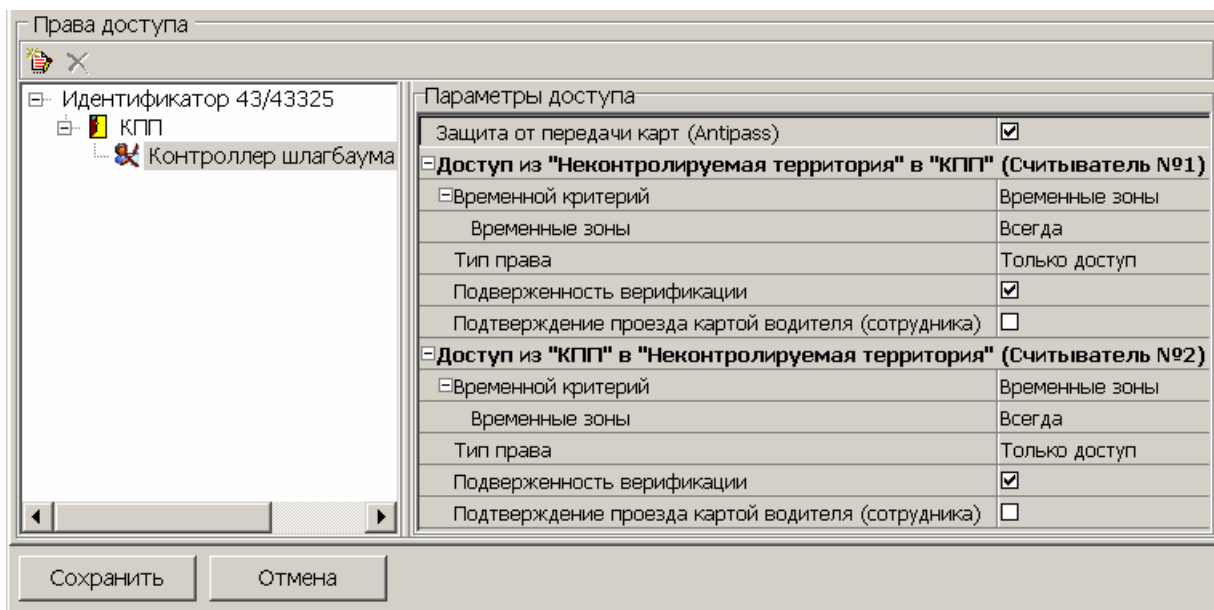 Права доступа
Идентификатор 43/43325
КПП
Контроллер шлагбаума
Параметры доступа
Защита от передачи карт (Antipass)
Доступ из "Неконтролируемая территория" в "КПП" (Считыватель №1)
Временной критерий Временные зоны
Временные зоны Всегда
Тип права Только доступ
Подверженность верификации
Подтверждение проезда картой водителя (сотрудника)
Доступ из "КПП" в "Неконтролируемая территория" (Считыватель №2)
Временной критерий Временные зоны
Временные зоны Всегда
Тип права Только доступ
Подверженность верификации
Подтверждение проезда картой водителя (сотрудника)
Сохранить Отмена